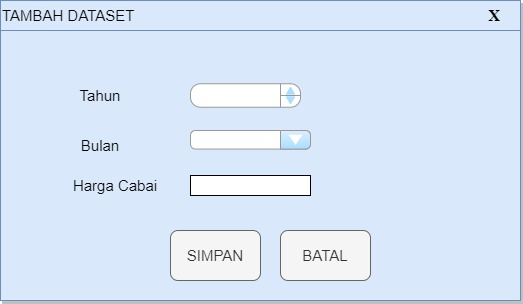 TAMBAH DATASET X
Tahun
Bulan
Harga Cabai
SIMPAN BATAL